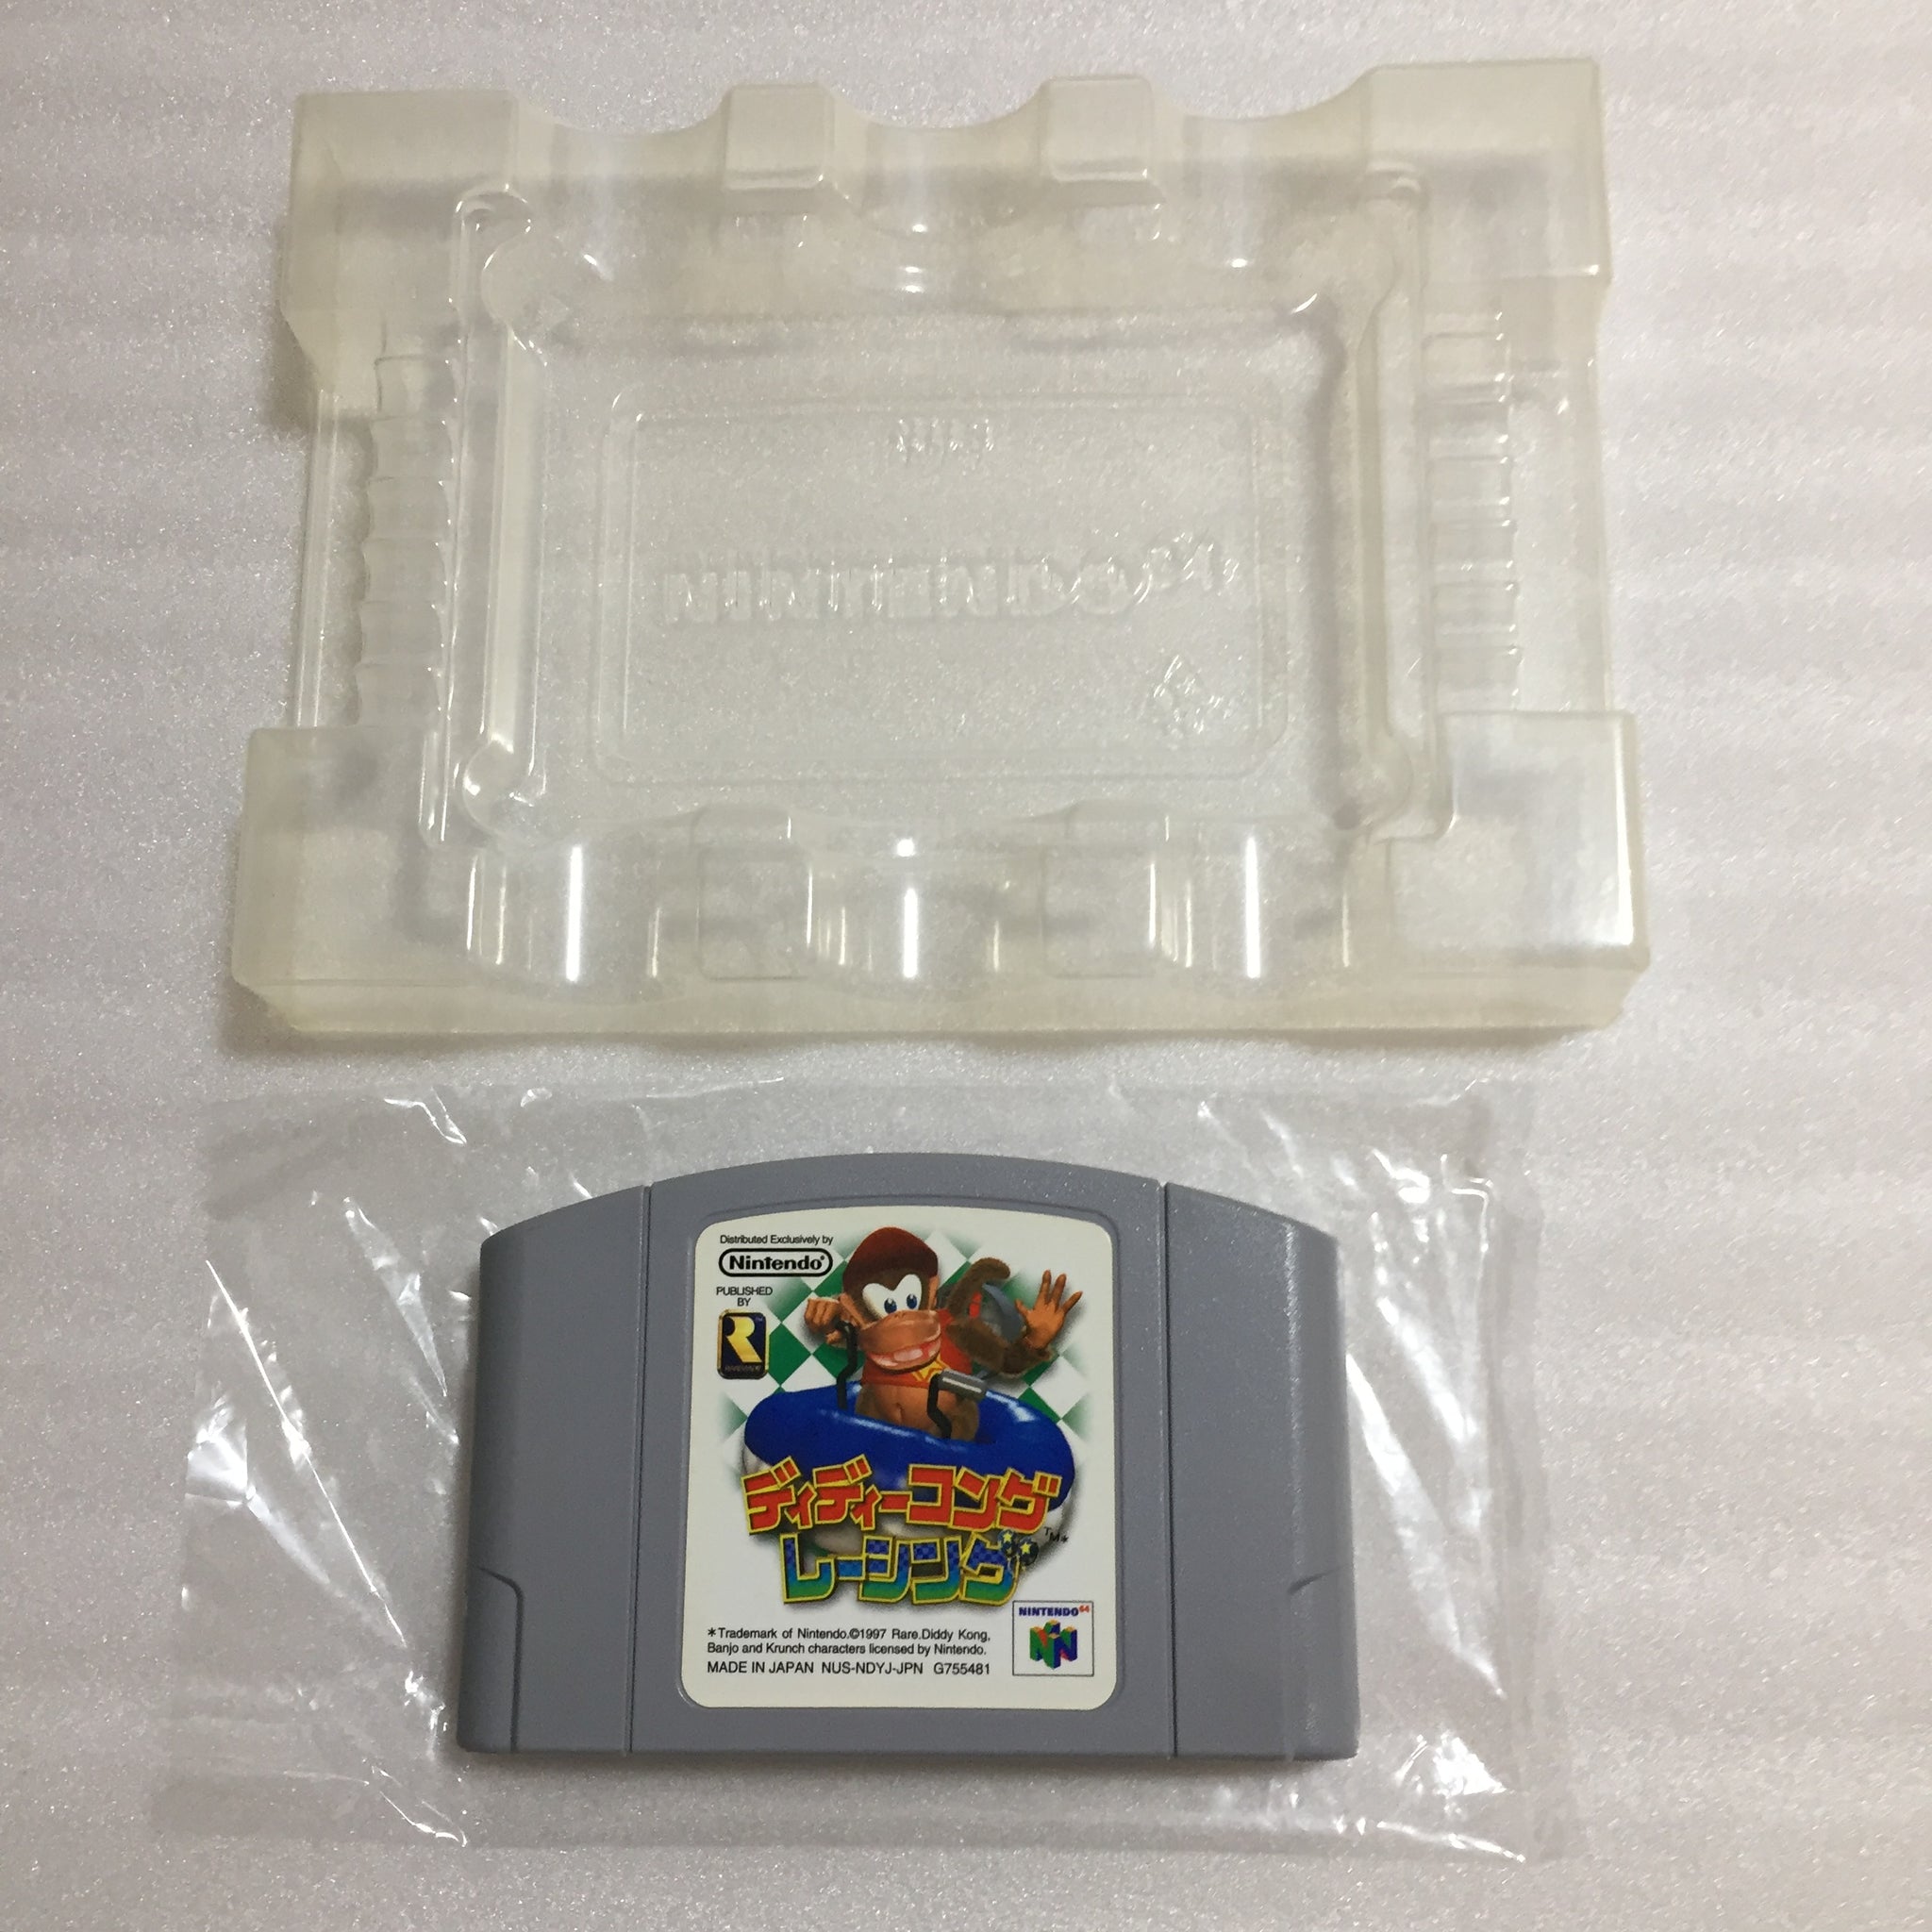 NINTENDO64
Distributed Exclusively by
Nintendo®
PUBLISHED
BY
R
ディディーコング
レーシング
TM*
NINTENDO64
*Trademark of Nintendo.©1997 Rare.Diddy Kong,
Banjo and Krunch characters licensed by Nintendo.
MADE IN JAPAN NUS-NDYJ-JPN G755481